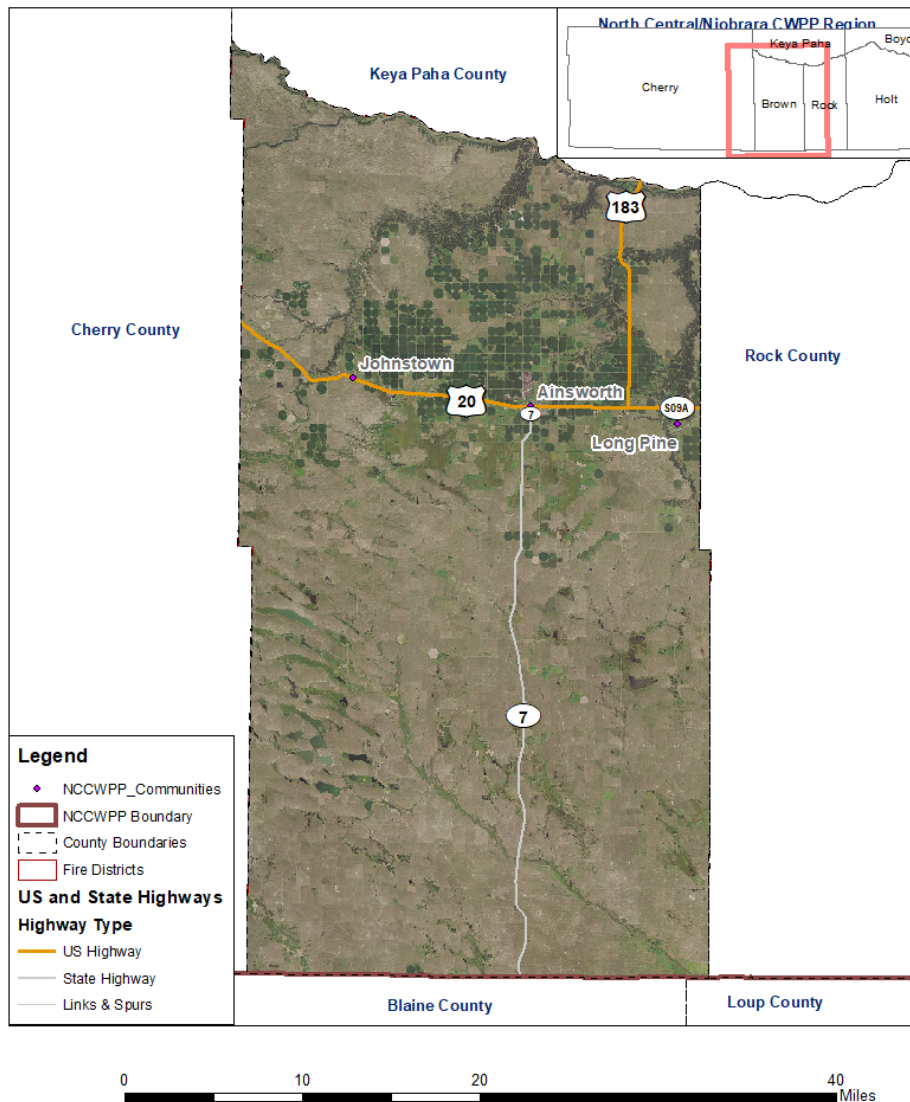 North Central/Niobrara CWPP Region
Keya Paha
Boyd
Cherry
Brown
Rock
Holt
Keya Paha County
183
Cherry County
Rock County
Johnstown
20
Ainsworth
7
S09A
Long Pine
7
Legend
NCCWPP_Communities
NCCWPP Boundary
County Boundaries
Fire Districts
US and State Highways
Highway Type
US Highway
State Highway
Links & Spurs
Blaine County
Loup County
0 10 20 40
Miles